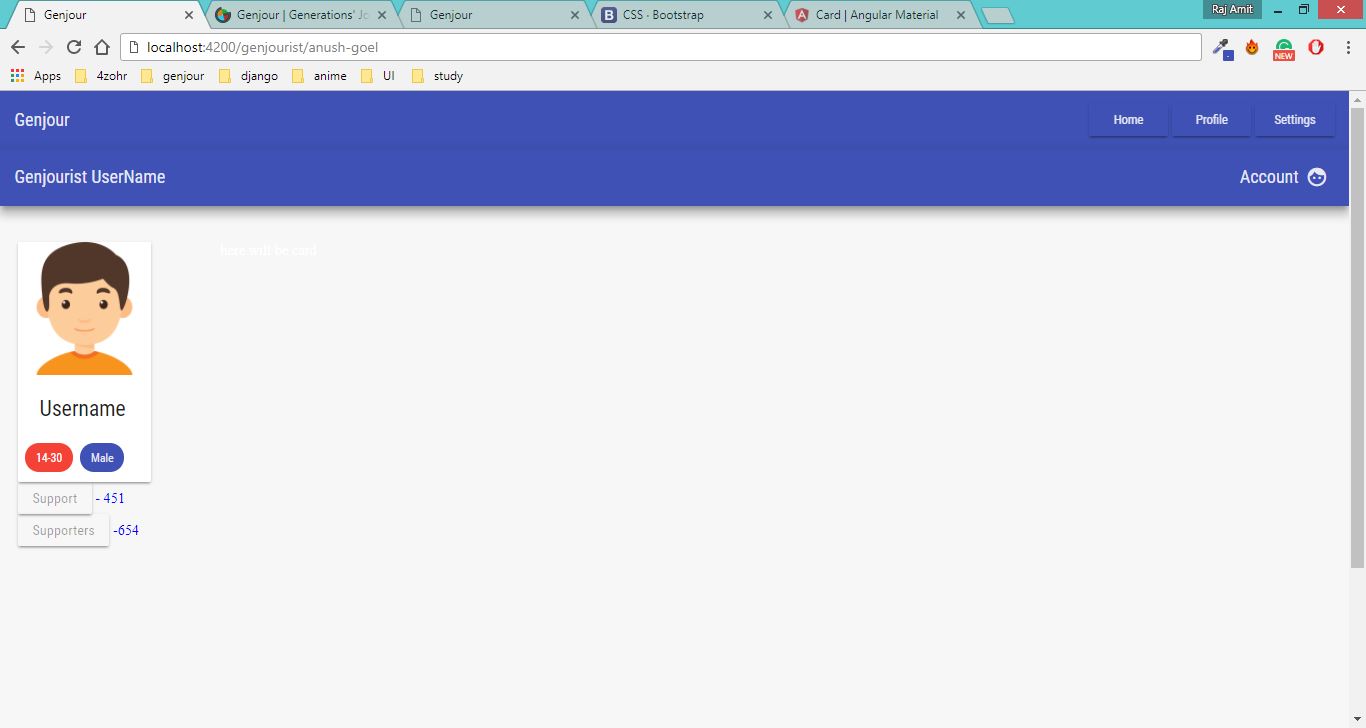 Genjour
Genjour | Generations' Jo
Genjour
CSS · Bootstrap
Card | Angular Material
Raj Amit
localhost:4200/genjourist/anush-goel
NEW
Apps
4zohr
genjour
django
anime
UI
study
Genjour
Home
Profile
Settings
Genjourist UserName
Account
here will be card
Username
14-30
Male
Support
- 451
Supporters
-654